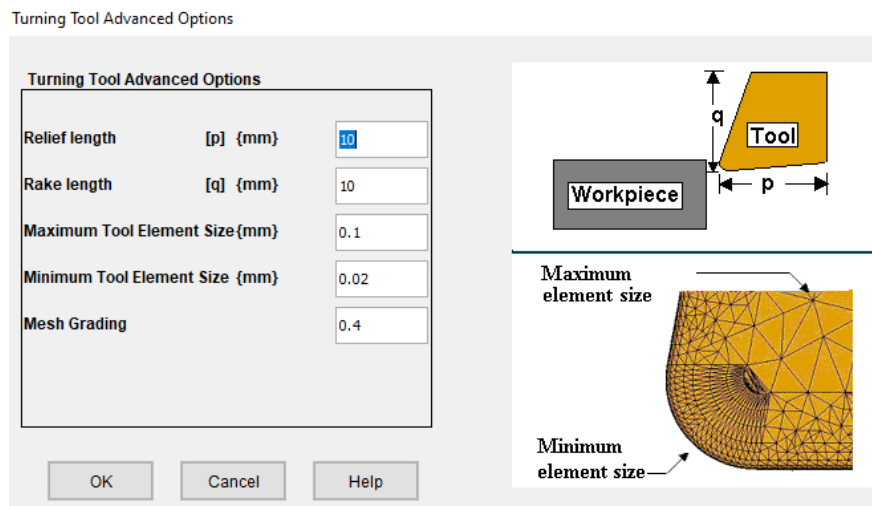 Turning Tool Advanced Options
Turning Tool Advanced Options
Relief length [p] {mm} 10
Rake length [q] {mm} 10
Maximum Tool Element Size{mm} 0.1
Minimum Tool Element Size {mm} 0.02
Mesh Grading 0.4
OK Cancel Help
q
Tool
p
Workpiece
Maximum
element size
Minimum
element size